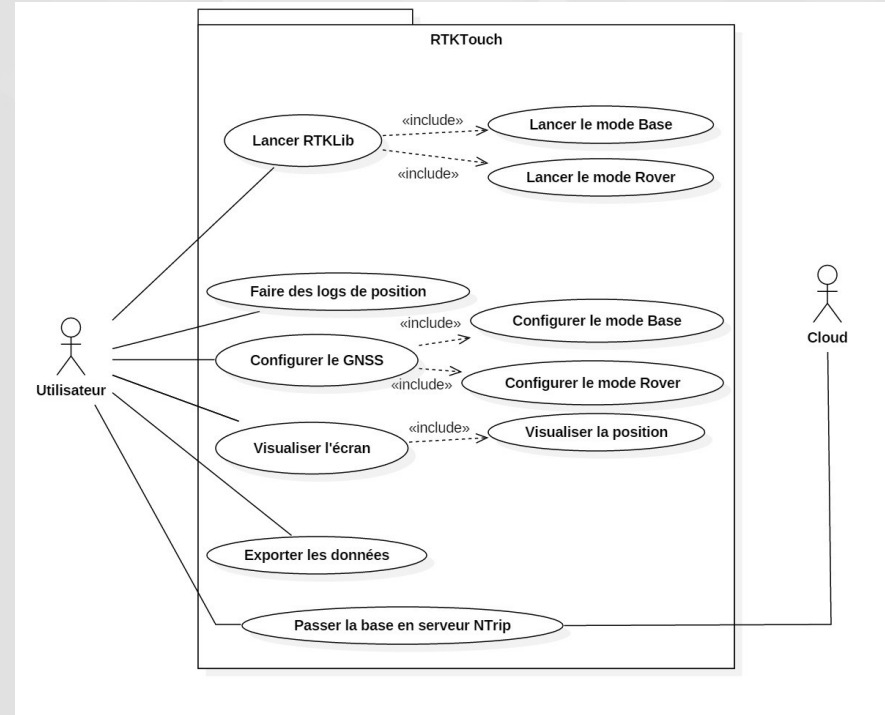 RTKTouch
«include»
Lancer RTKLib
Lancer le mode Base
«include»
Lancer le mode Rover
Faire des logs de position
«include»
Configurer le mode Base
Configurer le GNSS
«include»
Configurer le mode Rover
Utilisateur
Cloud
«include»
Visualiser l'écran
Visualiser la position
Exporter les données
Passer la base en serveur NTrip